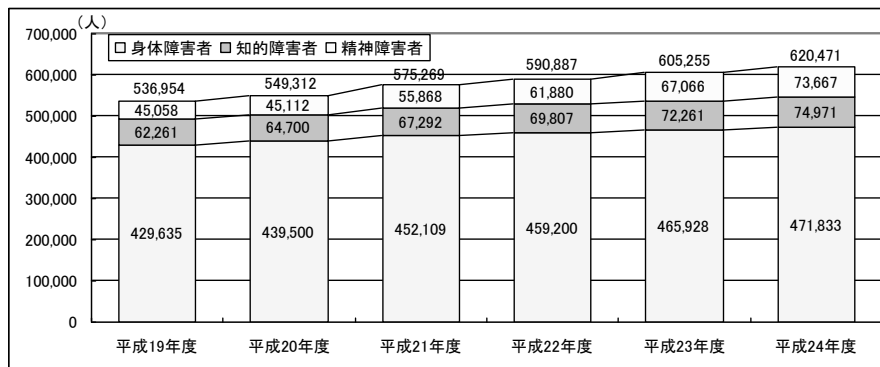 (人)
700,000
600,000
500,000
400,000
300,000
200,000
100,000
0
身体障害者 知的障害者 精神障害者
536,954 549,312 575,269 590,887 605,255 620,471
45,058 45,112 55,868 61,880 67,066 73,667
62,261 64,700 67,292 69,807 72,261 74,971
429,635 439,500 452,109 459,200 465,928 471,833
平成19年度 平成20年度 平成21年度 平成22年度 平成23年度 平成24年度